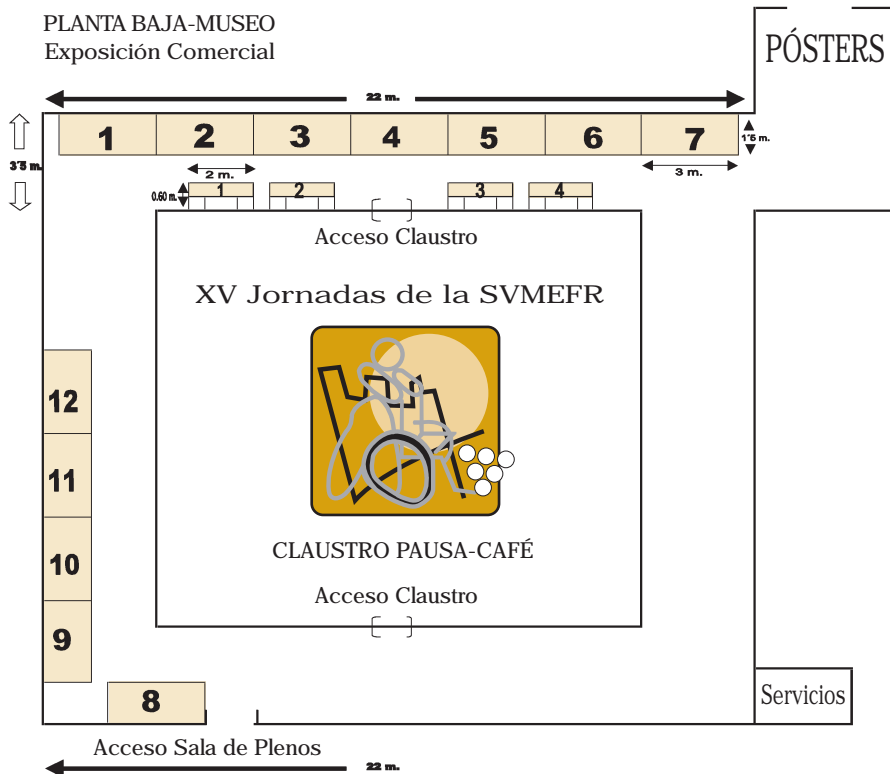 PLANTA BAJA-MUSEO
Exposición Comercial
PÓSTERS
22 m.
1 2 3 4 5 6 7
1'5 m.
3'5 m.
2 m.
3 m.
0.60 m.
1 2 3 4
Acceso Claustro
XV Jornadas de la SVMEFR
12
11
10
9
8
CLAUSTRO PAUSA-CAFÉ
Acceso Claustro
Servicios
Acceso Sala de Plenos
22 m.